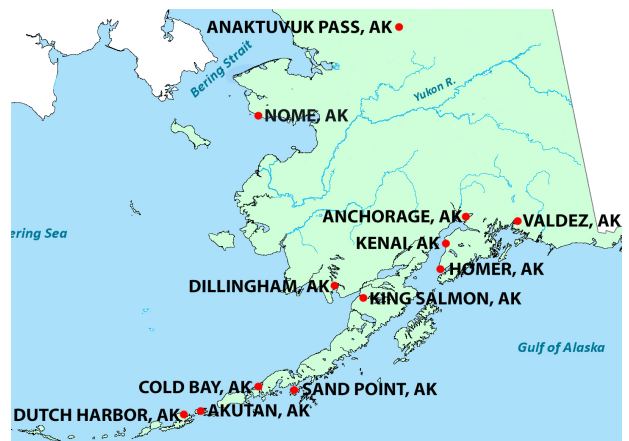 ANAKTUVUK PASS, AK
Bering Strait
Yukon R.
NOME, AK
ANCHORAGE, AK
VALDEZ, AK
ering Sea
KENAI, AK
HOMER, AK
DILLINGHAM, AK
KING SALMON, AK
Gulf of Alaska
COLD BAY, AK
SAND POINT, AK
DUTCH HARBOR, AK
AKUTAN, AK